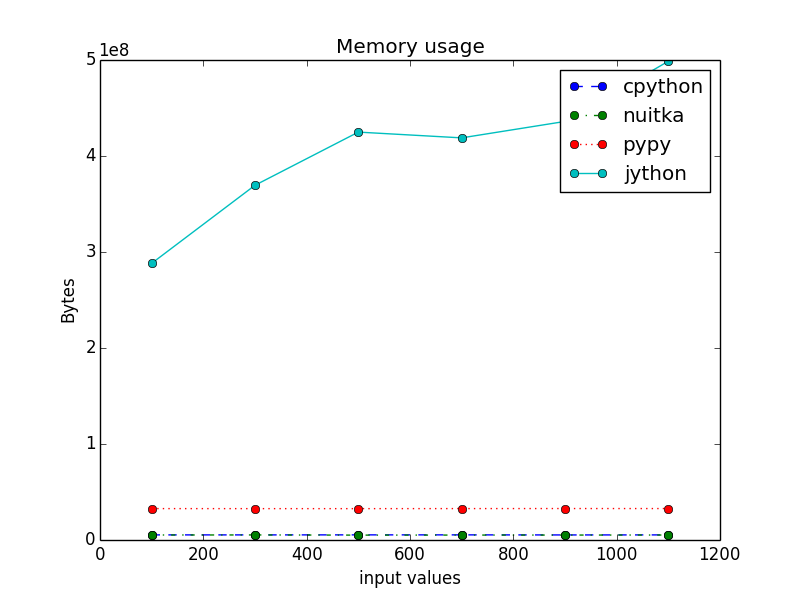 Memory usage
1e8
5
4
3
2
1
0
Bytes
cpython
nuitka
pypy
jython
0 200 400 600 800 1000 1200
input values